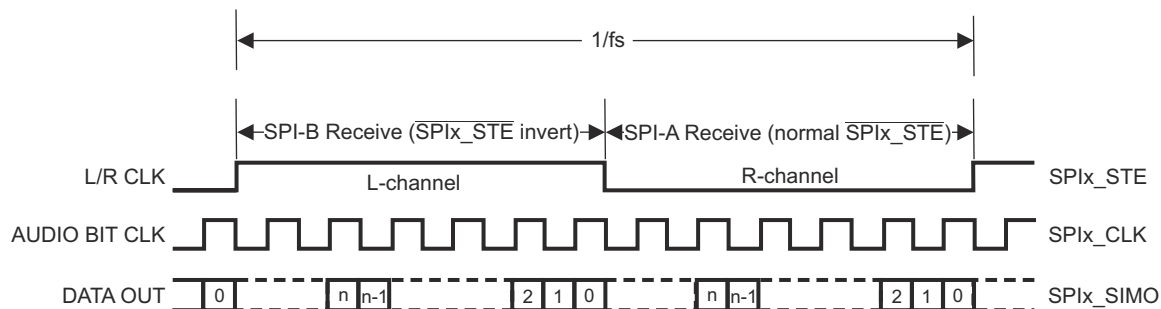 1/fs
SPI-B Receive (SPIx_STE invert) SPI-A Receive (normal SPIx_STE)
L/R CLK L-channel R-channel SPIx_STE
AUDIO BIT CLK SPIx_CLK
DATA OUT 0 n n-1 2 1 0 n n-1 2 1 0 SPIx_SIMO